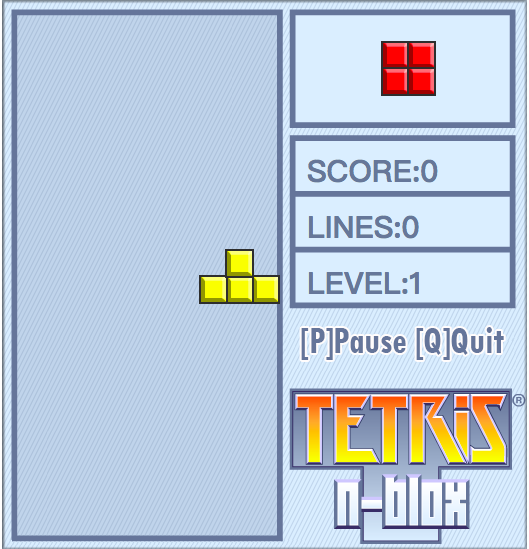 SCORE:0
LINES:0
LEVEL:1
[P]Pause [Q]Quit
TETRIS®
n-blox